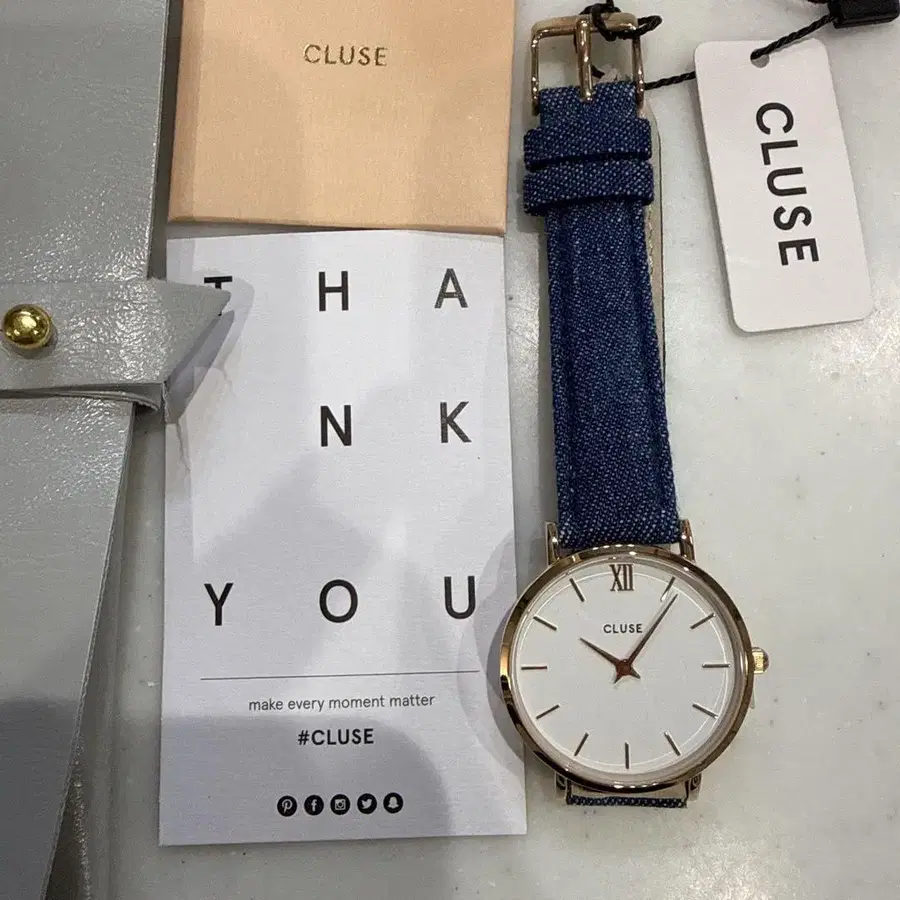 CLUSE
T H A
N K
Y O U
make every moment matter
#CLUSE
CLUSE
XII
CLUSE